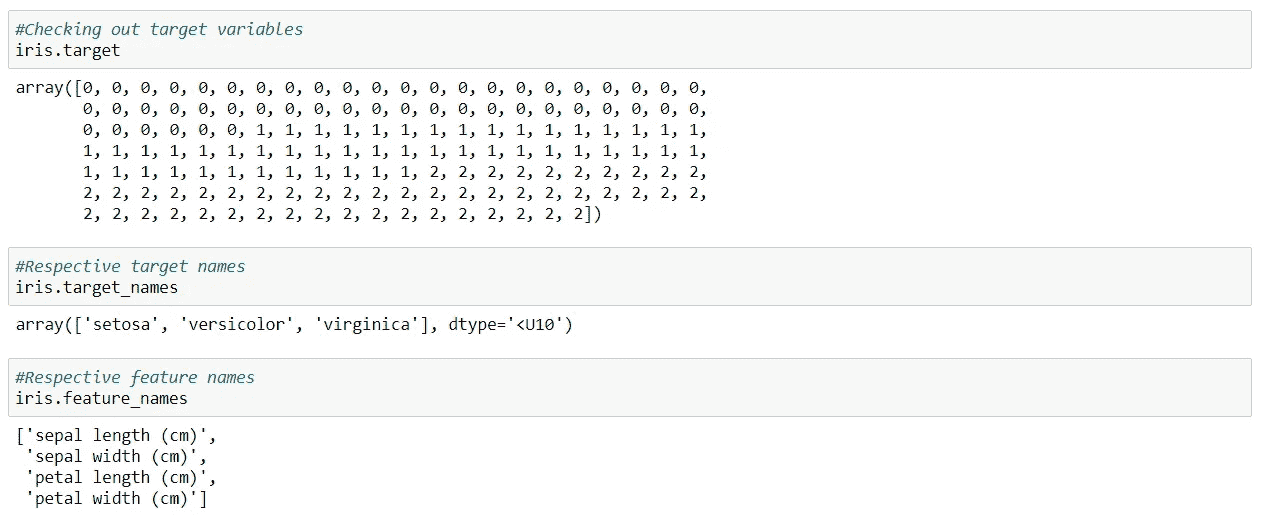 #Checking out target variables
iris.target
array([0, 0, 0, 0, 0, 0, 0, 0, 0, 0, 0, 0, 0, 0, 0, 0, 0, 0, 0, 0, 0, 0,
0, 0, 0, 0, 0, 0, 0, 0, 0, 0, 0, 0, 0, 0, 0, 0, 0, 0, 0, 0, 0, 0,
0, 0, 0, 0, 0, 0, 1, 1, 1, 1, 1, 1, 1, 1, 1, 1, 1, 1, 1, 1, 1, 1,
1, 1, 1, 1, 1, 1, 1, 1, 1, 1, 1, 1, 1, 1, 1, 1, 1, 1, 1, 1, 1, 1,
1, 1, 1, 1, 1, 1, 1, 1, 1, 1, 1, 1, 2, 2, 2, 2, 2, 2, 2, 2, 2, 2,
2, 2, 2, 2, 2, 2, 2, 2, 2, 2, 2, 2, 2, 2, 2, 2, 2, 2, 2, 2, 2, 2,
2, 2, 2, 2, 2, 2, 2, 2, 2, 2, 2, 2, 2, 2, 2, 2, 2, 2])
#Respective target names
iris.target_names
array(['setosa', 'versicolor', 'virginica'], dtype='<U10')
#Respective feature names
iris.feature_names
['sepal length (cm)',
'sepal width (cm)',
'petal length (cm)',
'petal width (cm)']